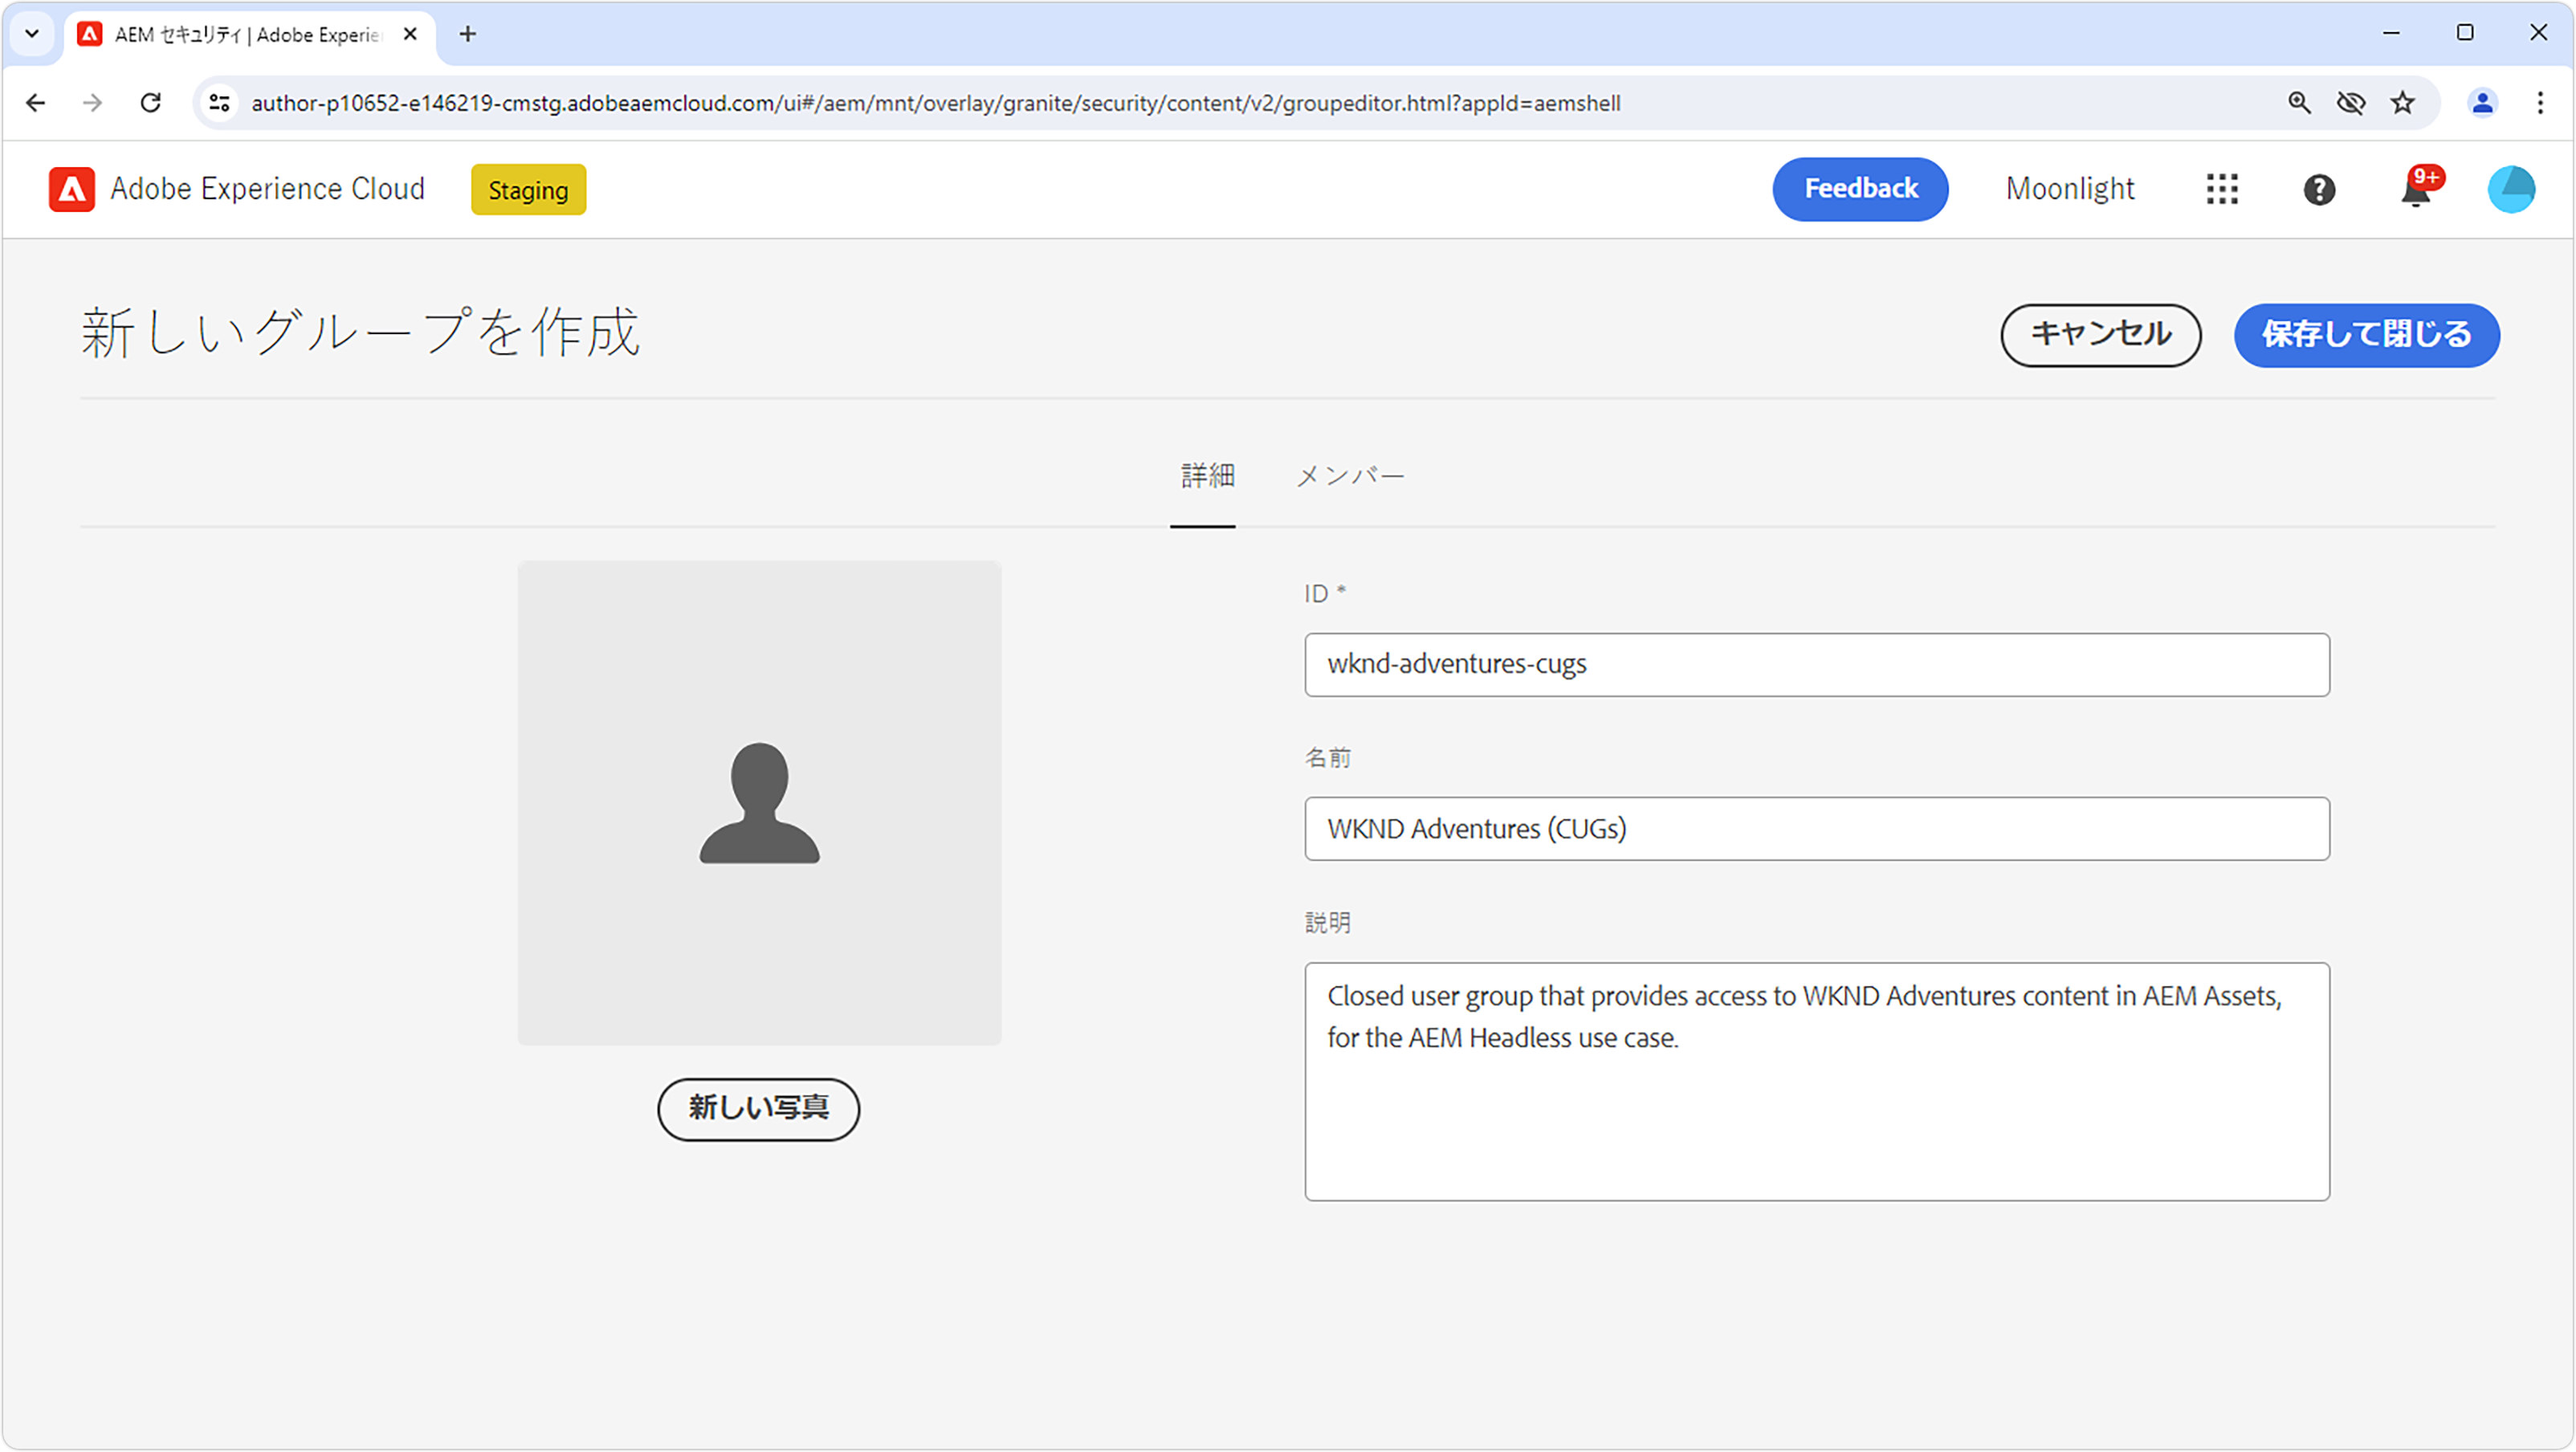 AEM セキュリティ | Adobe Experie
author-p10652-e146219-cmstg.adobeaemcloud.com/ui#/aem/mnt/overlay/granite/security/content/v2/groupeditor.html?appId=aemshell
Adobe Experience Cloud
Staging
Feedback
Moonlight
9+
新しいグループを作成
キャンセル
保存して閉じる
詳細
メンバー
ID *
wknd-adventures-cugs
名前
WKND Adventures (CUGs)
説明
Closed user group that provides access to WKND Adventures content in AEM Assets,
for the AEM Headless use case.
新しい写真